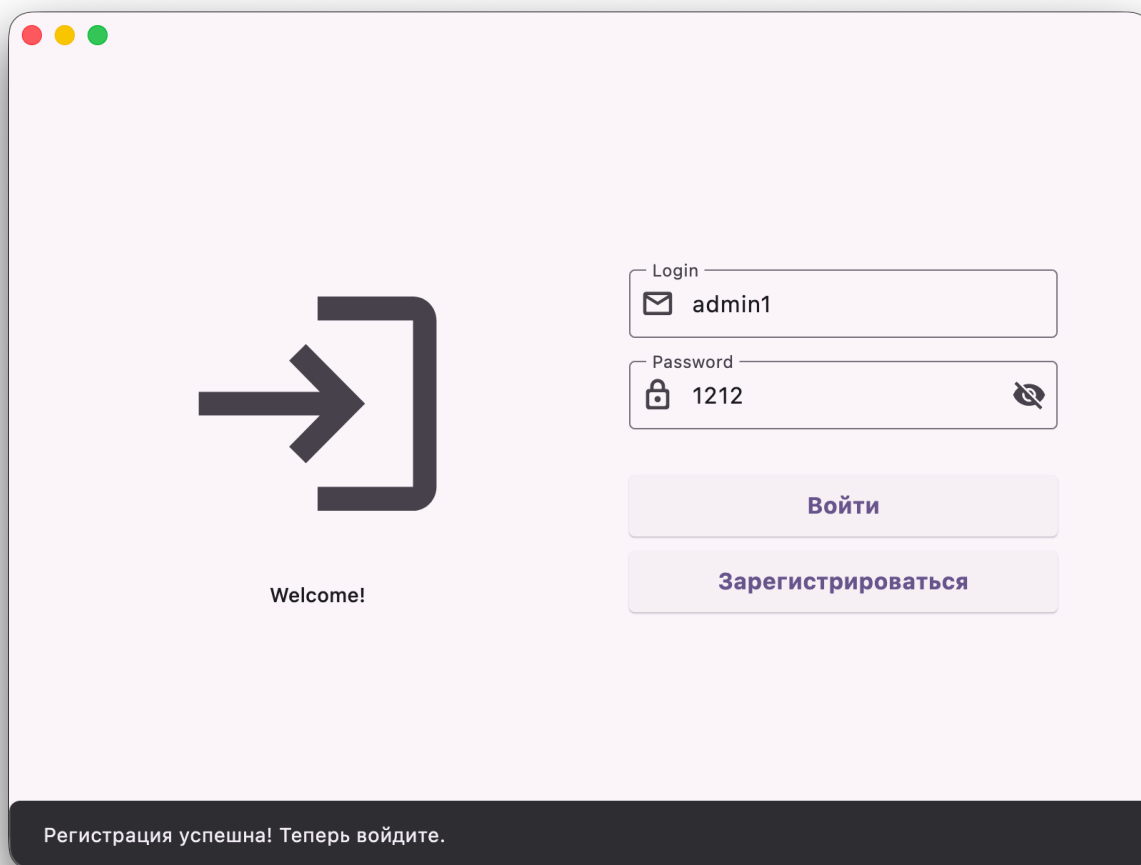 Login
admin1
Password
1212
Войти
Зарегистрироваться
Welcome!
Регистрация успешна! Теперь войдите.